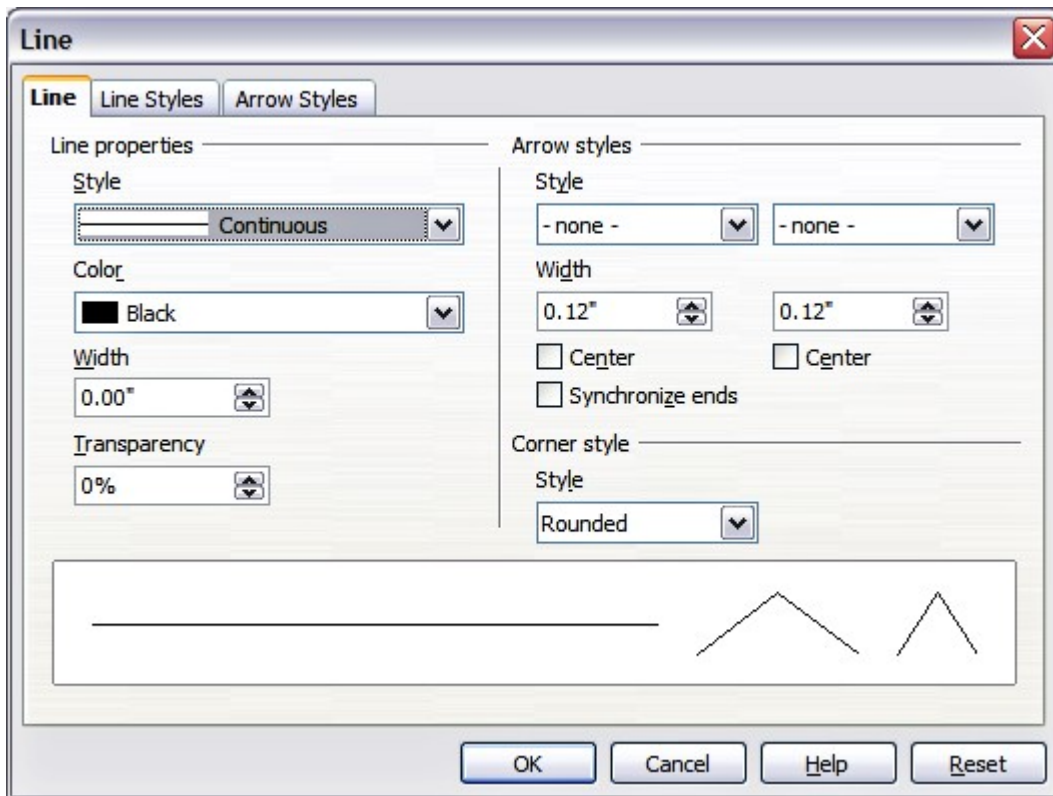 Line
Line Line Styles Arrow Styles
Line properties
Style
Continuous
Color
Black
Width
0.00"
Transparency
0%
Arrow styles
Style
- none - - none -
Width
0.12" 0.12"
Center Center
Synchronize ends
Corner style
Style
Rounded
OK Cancel Help Reset